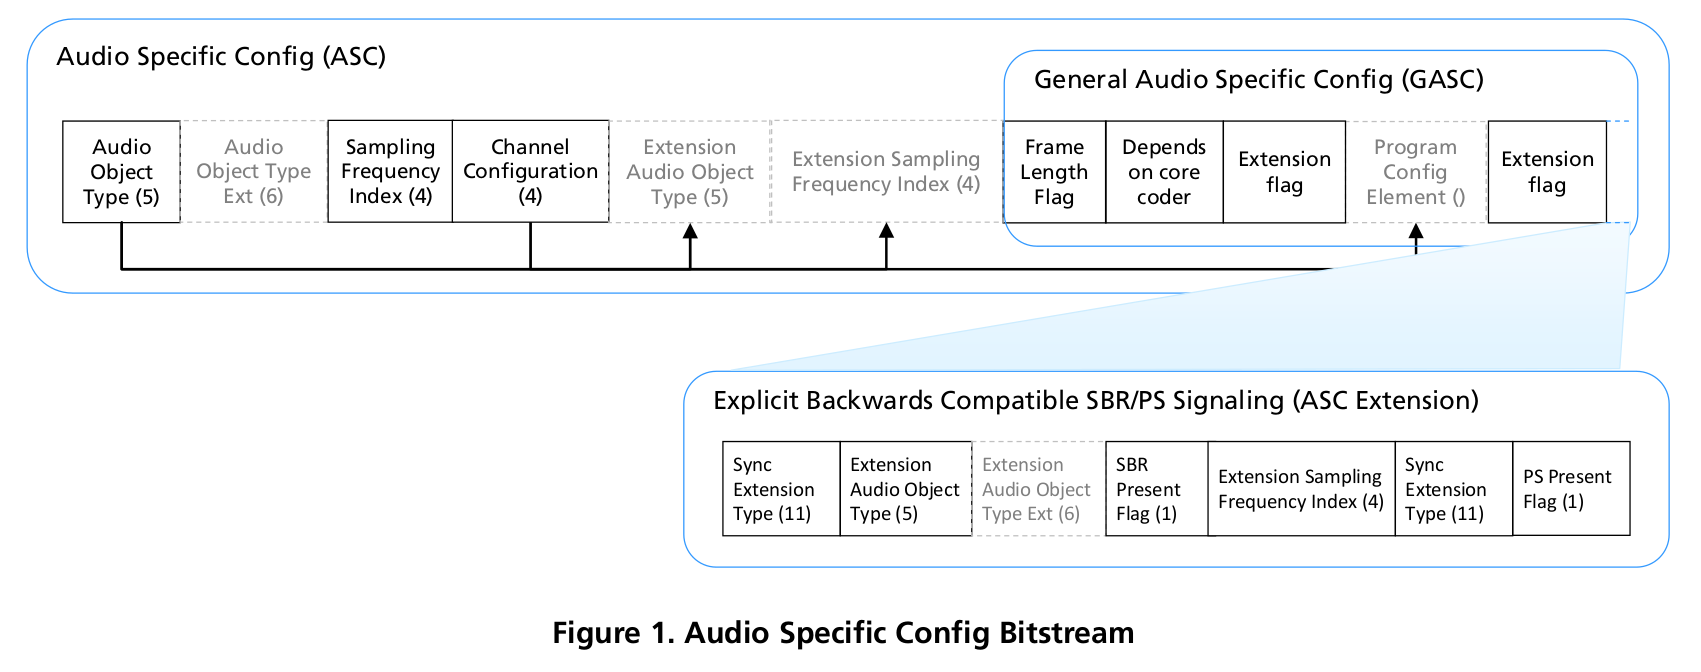 Audio Specific Config (ASC)
General Audio Specific Config (GASC)
Audio
Object
Type (5)
Audio
Object Type
Ext (6)
Sampling
Frequency
Index (4)
Channel
Configuration
(4)
Extension
Audio Object
Type (5)
Extension Sampling
Frequency Index (4)
Frame
Length
Flag
Depends
on core
coder
Extension
flag
Program
Config
Element ()
Extension
flag
Explicit Backwards Compatible SBR/PS Signaling (ASC Extension)
Sync
Extension
Type (11)
Extension
Audio Object
Type (5)
Extension
Audio Object
Type Ext (6)
SBR
Present
Flag (1)
Extension Sampling
Frequency Index (4)
Sync
Extension
Type (11)
PS Present
Flag (1)
Figure 1. Audio Specific Config Bitstream